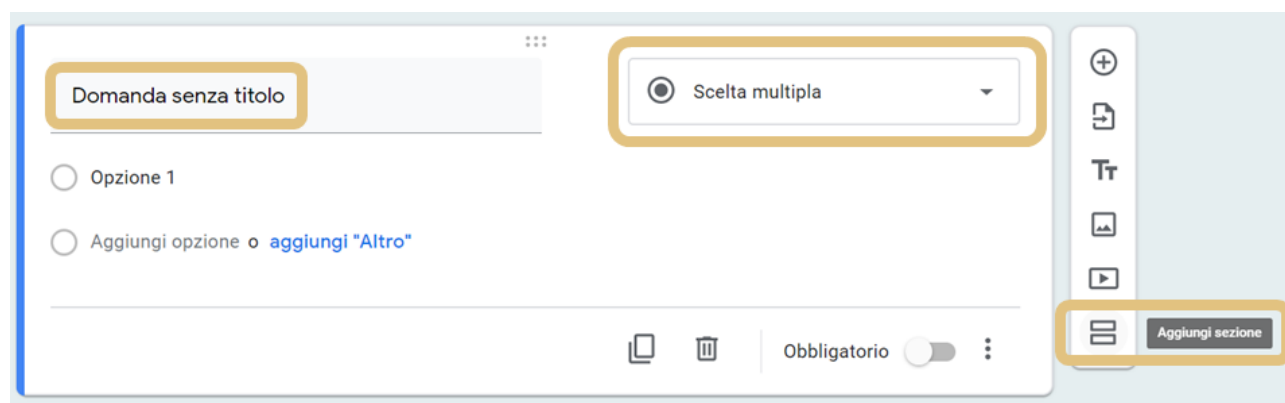 Domanda senza titolo
Scelta multipla
Opzione 1
Aggiungi opzione o aggiungi "Altro"
Obbligatorio
Aggiungi sezione